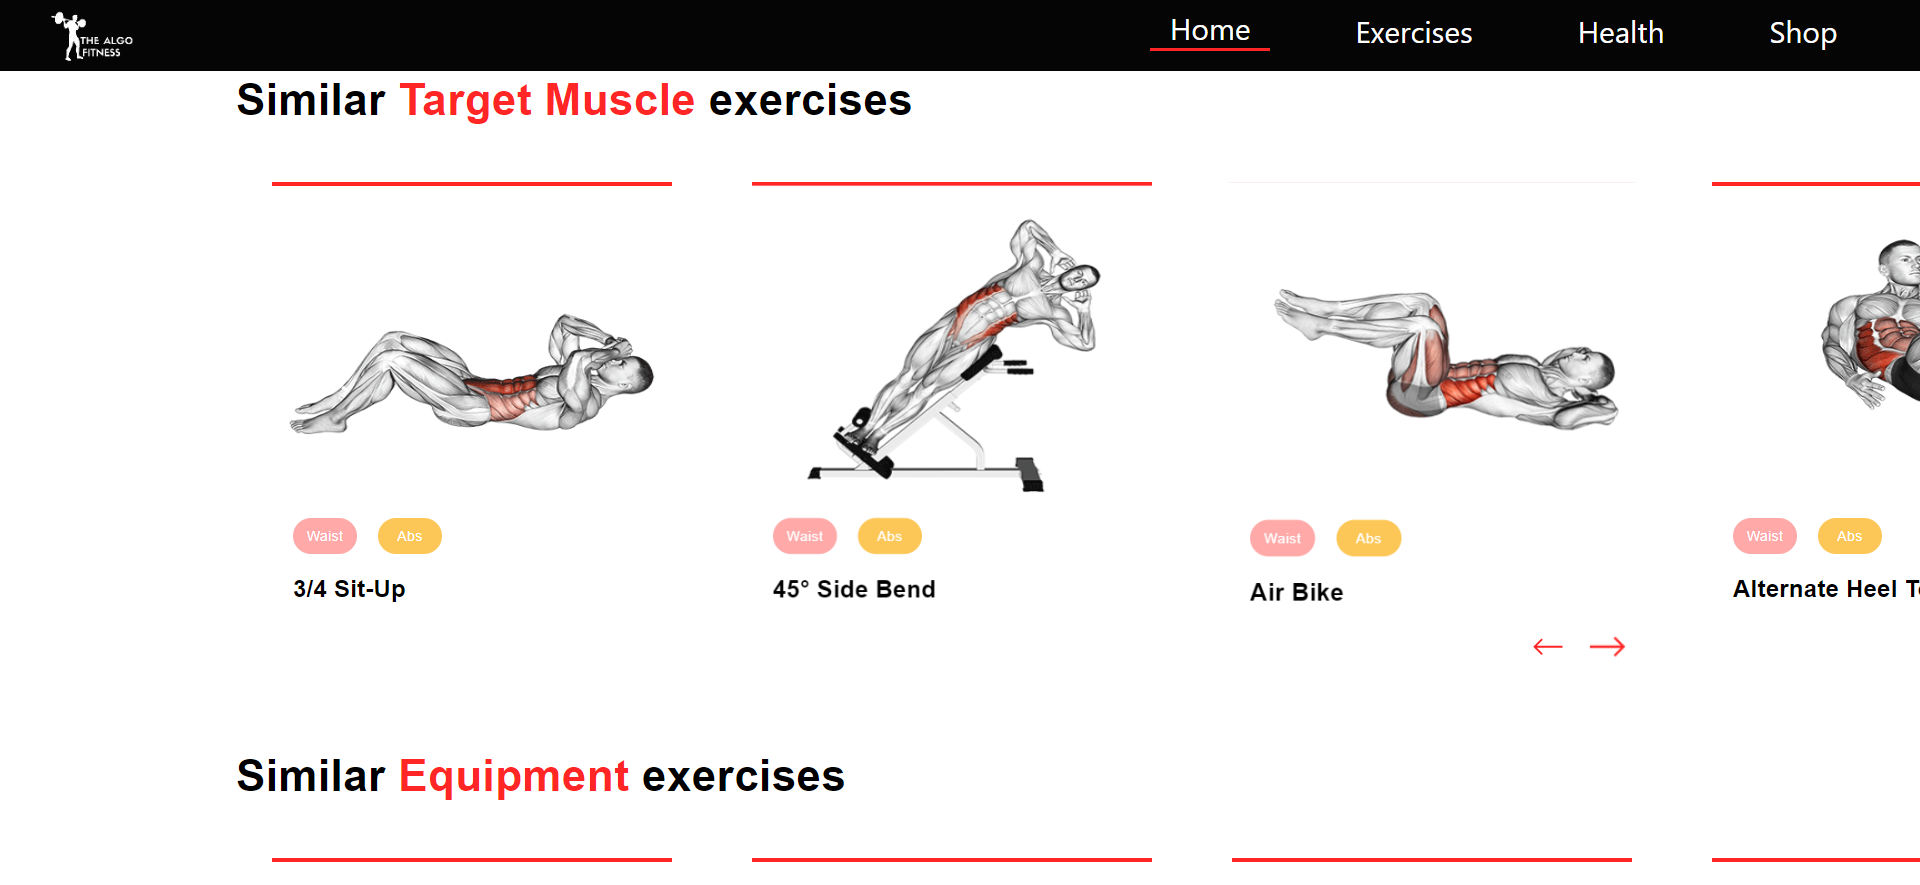 THE ALGO
FITNESS
Home
Exercises
Health
Shop
Similar Target Muscle exercises
Waist
Abs
3/4 Sit-Up
Waist
Abs
45° Side Bend
Waist
Abs
Air Bike
Waist
Abs
Alternate Heel
Similar Equipment exercises